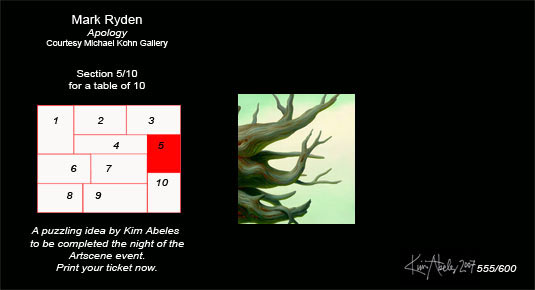 Mark Ryden
Apology
Courtesy Michael Kohn Gallery
Section 5/10
for a table of 10
1 2 3
4 5
6 7
10
8 9
A puzzling idea by Kim Abeles
to be completed the night of the
Artscene event.
Print your ticket now.
Kim Abeles 2007 555/600